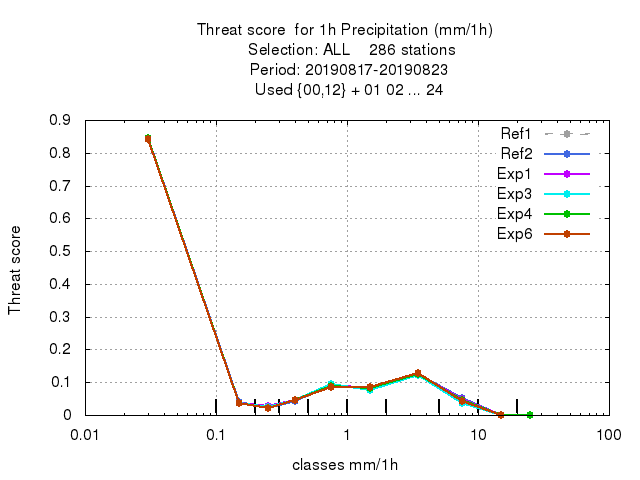 Threat score  for 1h Precipitation (mm/1h)
Selection: ALL    286 stations
Period: 20190817-20190823
Used {00,12} + 01 02 ... 24
Ref1
Ref2
Exp1
Exp3
Exp4
Exp6
Threat score
0.9
0.8
0.7
0.6
0.5
0.4
0.3
0.2
0.1
0
0.01 0.1 1 10 100
classes mm/1h